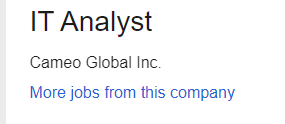 IT Analyst
Cameo Global Inc.
More jobs from this company